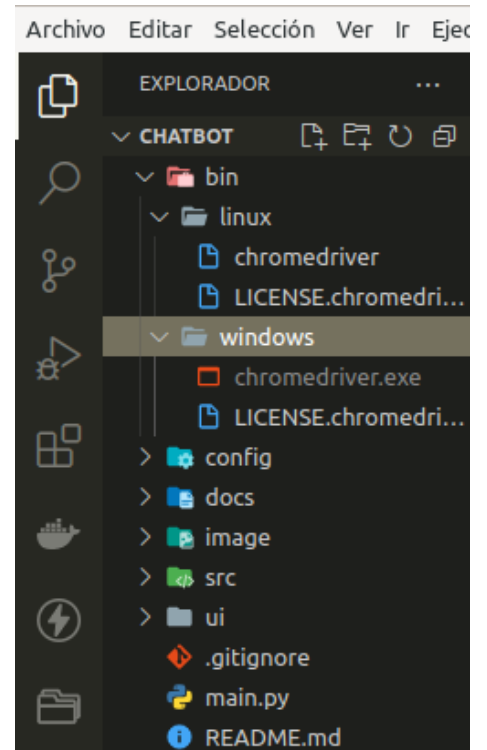 Archivo Editar Selección Ver Ir Ejec
EXPLORADOR ...
CHATBOT
bin
linux
chromedriver
LICENSE.chromedri...
windows
chromedriver.exe
LICENSE.chromedri...
config
docs
image
src
ui
.gitignore
main.py
README.md